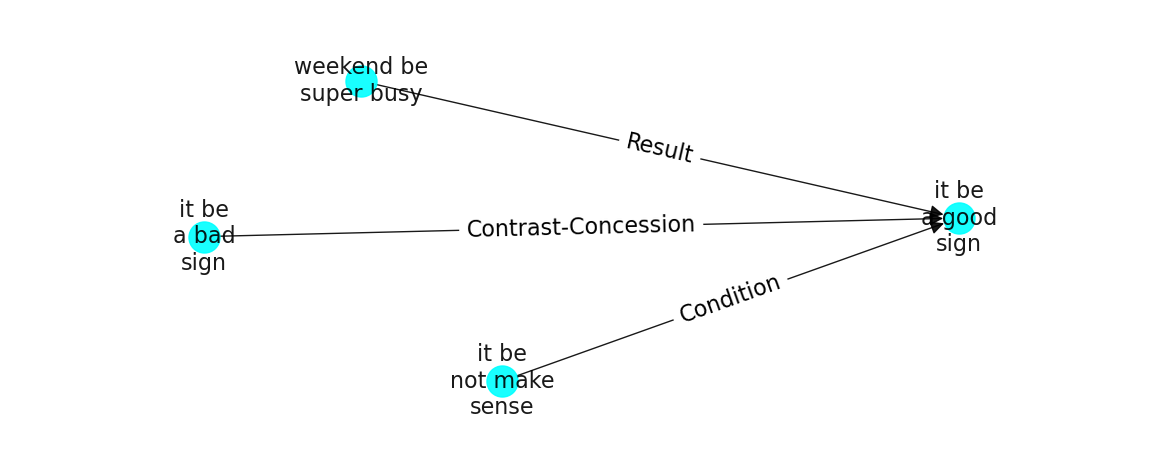 weekend be
super busy
Result
it be
a good
sign
it be
a bad
sign
Contrast-Concession
Condition
it be
not make
sense